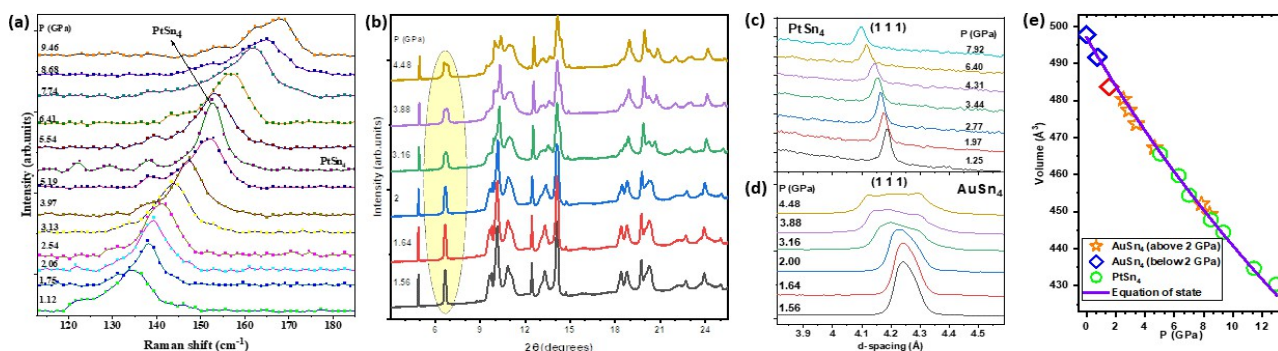 (a)
P (GPa)
PtSn₄
9.46
8.68
7.74
6.41
5.54
PtSn₄
5.19
3.97
3.13
2.54
2.06
1.75
1.12
Intensity (arb.units)
120 130 140 150 160 170 180
Raman shift (cm⁻¹)
(b)
P (GPa)
4.48
3.88
3.16
2
1.64
1.56
Intensity (arb.units)
6 9 12 15 18 21 24
2θ(degrees)
(c)
PtSn₄ (1 1 1) P (GPa)
7.92
6.40
4.31
3.44
2.77
1.97
1.25
(d)
P (GPa) (1 1 1) AuSn₄
4.48
3.88
3.16
2.00
1.64
1.56
3.9 4.0 4.1 4.2 4.3 4.4 4.5
d-spacing (Å)
(e)
500
490
480
470
460
450
440
430
Volume (Å³)
AuSn₄ (above 2 GPa)
AuSn₄ (below 2 GPa)
PtSn₄
Equation of state
0 2 4 6 8 10 12
P (GPa)